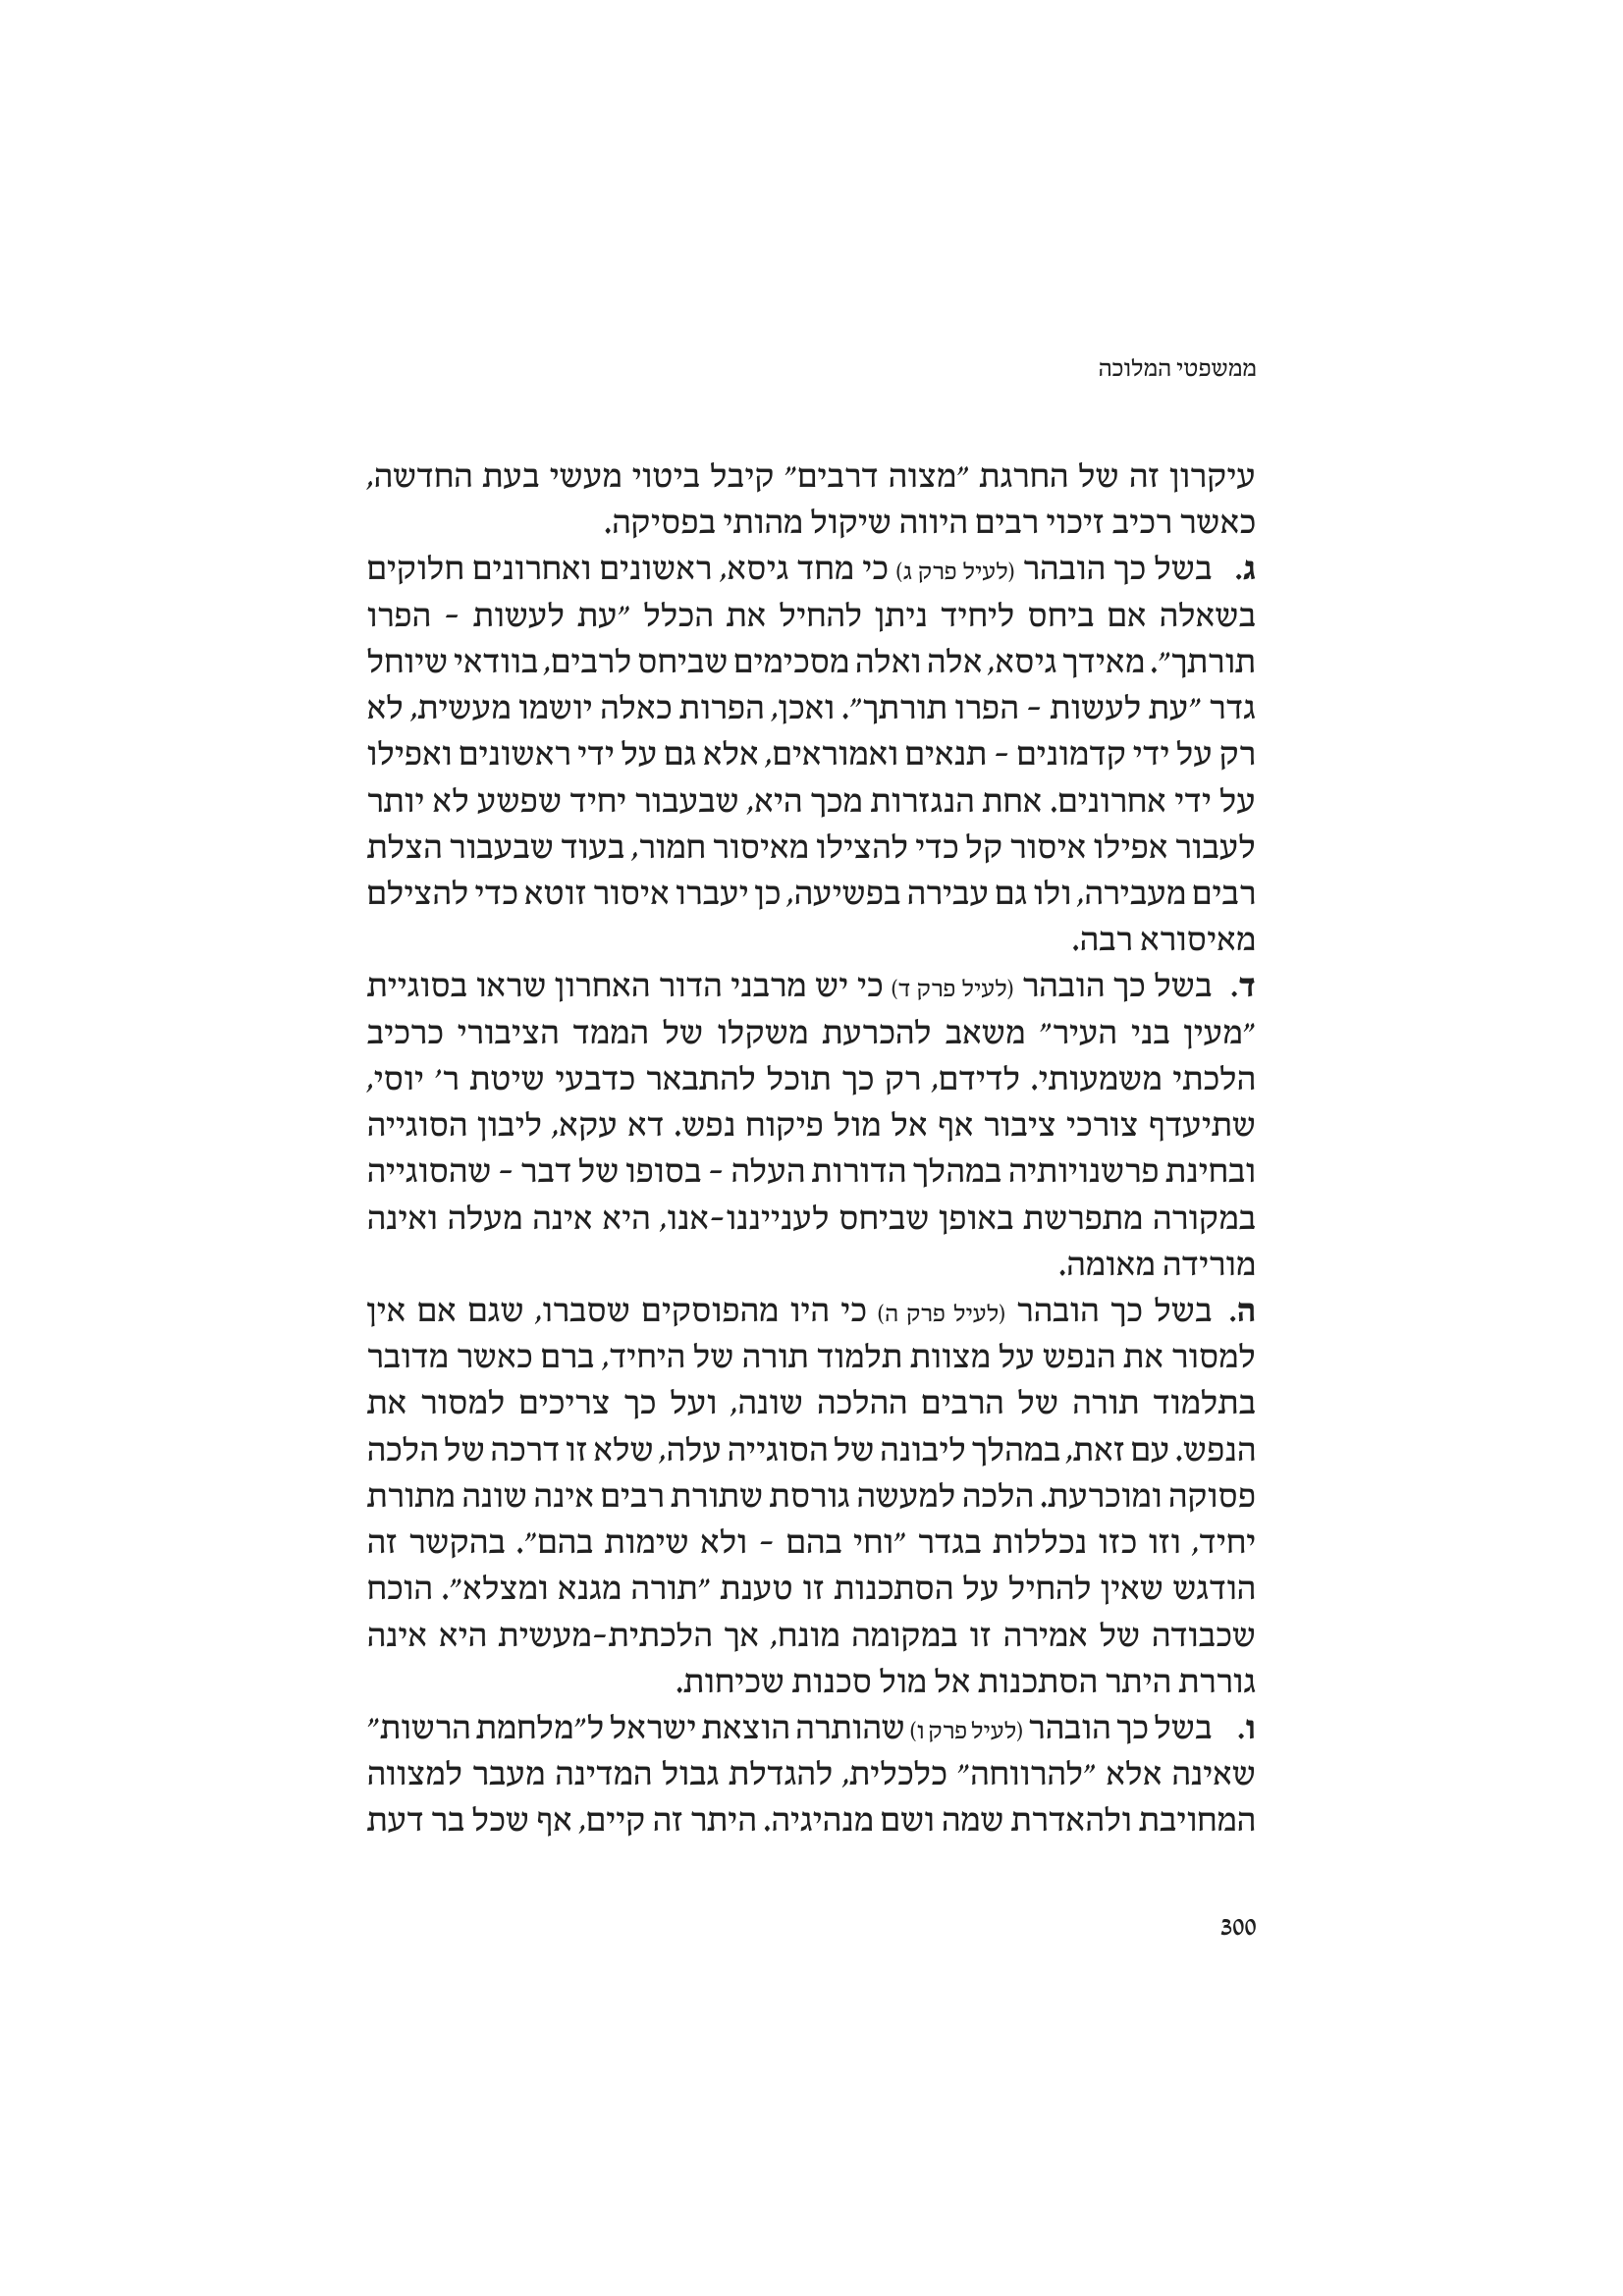 ממשפטי המלוכה
עיקרון זה של החרגת "מצוה דרבים" קיבל ביטוי מעשי בעת החדשה,
כאשר רכיב זיכוי רבים היווה שיקול מהותי בפסיקה.
ג. בשל כך הובהר (לעיל פרק ג) כי מחד גיסא, ראשונים ואחרונים חלוקים
בשאלה אם ביחס ליחיד ניתן להחיל את הכלל "עת לעשות – הפרו
תורתך". מאידך גיסא, אלה ואלה מסכימים שביחס לרבים, בוודאי שיוחל
גדר "עת לעשות – הפרו תורתך". ואכן, הפרות כאלה יושמו מעשית, לא
רק על ידי קדמונים – תנאים ואמוראים, אלא גם על ידי ראשונים ואפילו
על ידי אחרונים. אחת הנגזרות מכך היא, שבעבור יחיד שפשע לא יותר
לעבור אפילו איסור קל כדי להצילו מאיסור חמור, בעוד שבעבור הצלת
רבים מעבירה, ולו גם עבירה בפשיעה, כן יעברו איסור זוטא כדי להצילם
מאיסורא רבה.
ד. בשל כך הובהר (לעיל פרק ד) כי יש מרבני הדור האחרון שראו בסוגיית
"מעין בני העיר" משאב להכרעת משקלו של הממד הציבורי כרכיב
הלכתי משמעותי. לדידם, רק כך תוכל להתבאר כדבעי שיטת ר' יוסי,
שתיעדף צורכי ציבור אף אל מול פיקוח נפש. דא עקא, ליבון הסוגייה
ובחינת פרשנויותיה במהלך הדורות העלה – בסופו של דבר – שהסוגייה
במקורה מתפרשת באופן שביחס לענייננו-אנו, היא אינה מעלה ואינה
מורידה מאומה.
ה. בשל כך הובהר (לעיל פרק ה) כי היו מהפוסקים שסברו, שגם אם אין
למסור את הנפש על מצוות תלמוד תורה של היחיד, ברם כאשר מדובר
בתלמוד תורה של הרבים ההלכה שונה, ועל כך צריכים למסור את
הנפש. עם זאת, במהלך ליבונה של הסוגייה עלה, שלא זו דרכה של הלכה
פסוקה ומוכרעת. הלכה למעשה גורסת שתורת רבים אינה שונה מתורת
יחיד, וזו כזו נכללות בגדר "וחי בהם – ולא שימות בהם". בהקשר זה
הודגש שאין להחיל על הסתכנות זו טענת "תורה מגנא ומצלא". הוכח
שכבודה של אמירה זו במקומה מונח, אך הלכתית-מעשית היא אינה
גוררת היתר הסתכנות אל מול סכנות שכיחות.
ו. בשל כך הובהר (לעיל פרק ו) שהותרה הוצאת ישראל ל"מלחמת הרשות"
שאינה אלא "להרווחה" כלכלית, להגדלת גבול המדינה מעבר למצווה
המחויבת ולהאדרת שמה ושם מנהיגיה. היתר זה קיים, אף שכל בר דעת
300